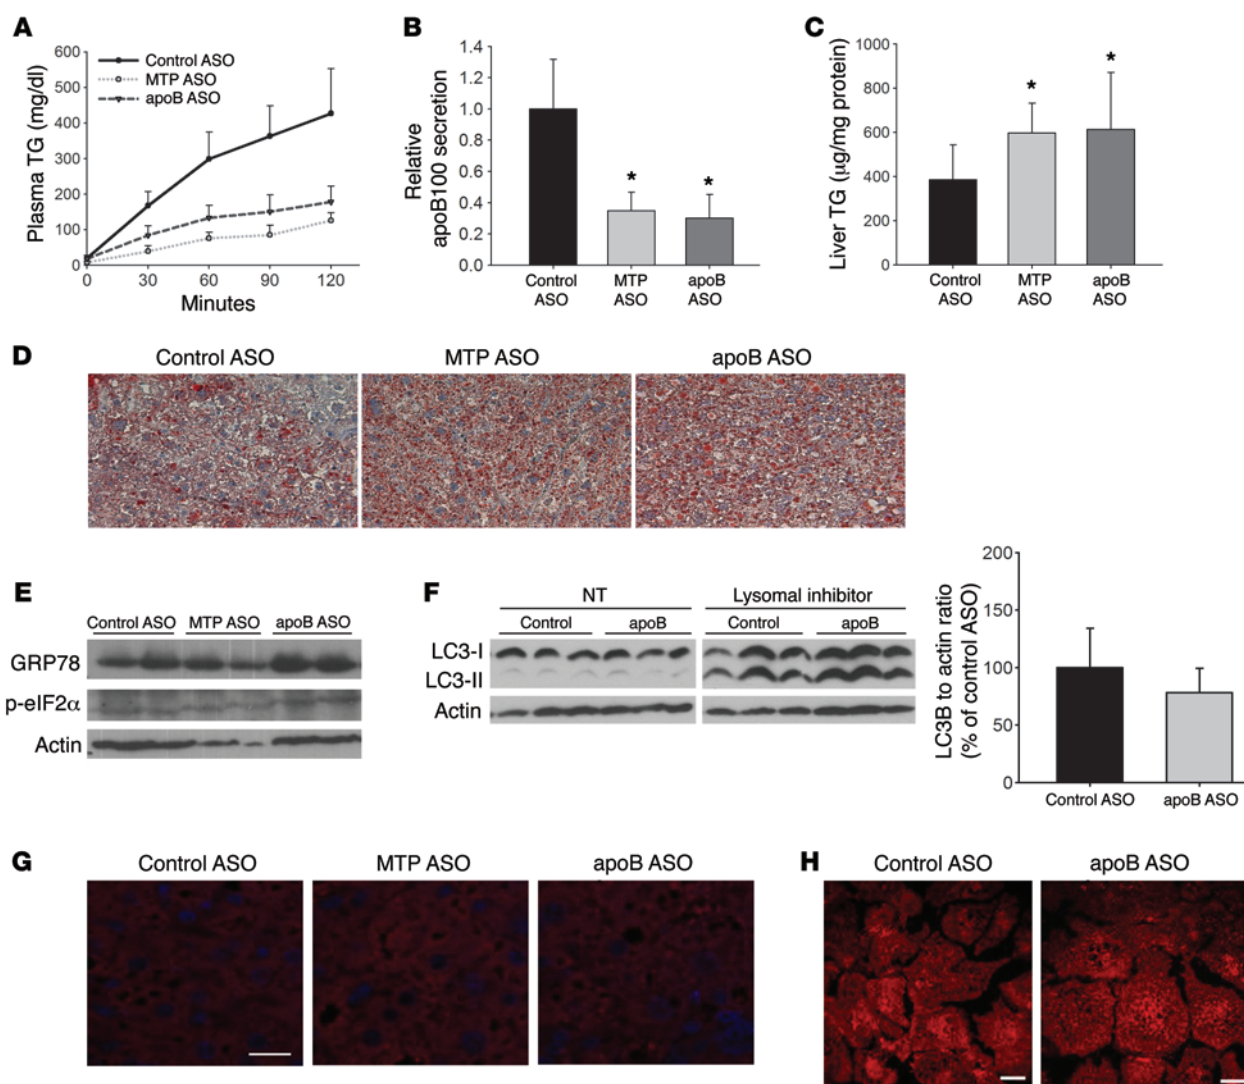 A
Plasma TG (mg/dl)
600
500
400
300
200
100
0
Control ASO
MTP ASO
apoB ASO
0 30 60 90 120
Minutes
B
Relative
apoB100 secretion
1.4
1.2
1.0
0.8
0.6
0.4
0.2
0.0
* *
Control MTP apoB
ASO ASO ASO
C
Liver TG (µg/mg protein)
1000
800
600
400
200
0
* *
Control MTP apoB
ASO ASO ASO
D
Control ASO MTP ASO apoB ASO
E
Control ASO MTP ASO apoB ASO
GRP78
p-eIF2α
Actin
F
NT Lysomal inhibitor
Control apoB Control apoB
LC3-I
LC3-II
Actin
LC3B to actin ratio
(% of control ASO)
200
150
100
50
0
Control ASO apoB ASO
G
Control ASO MTP ASO apoB ASO
H
Control ASO apoB ASO